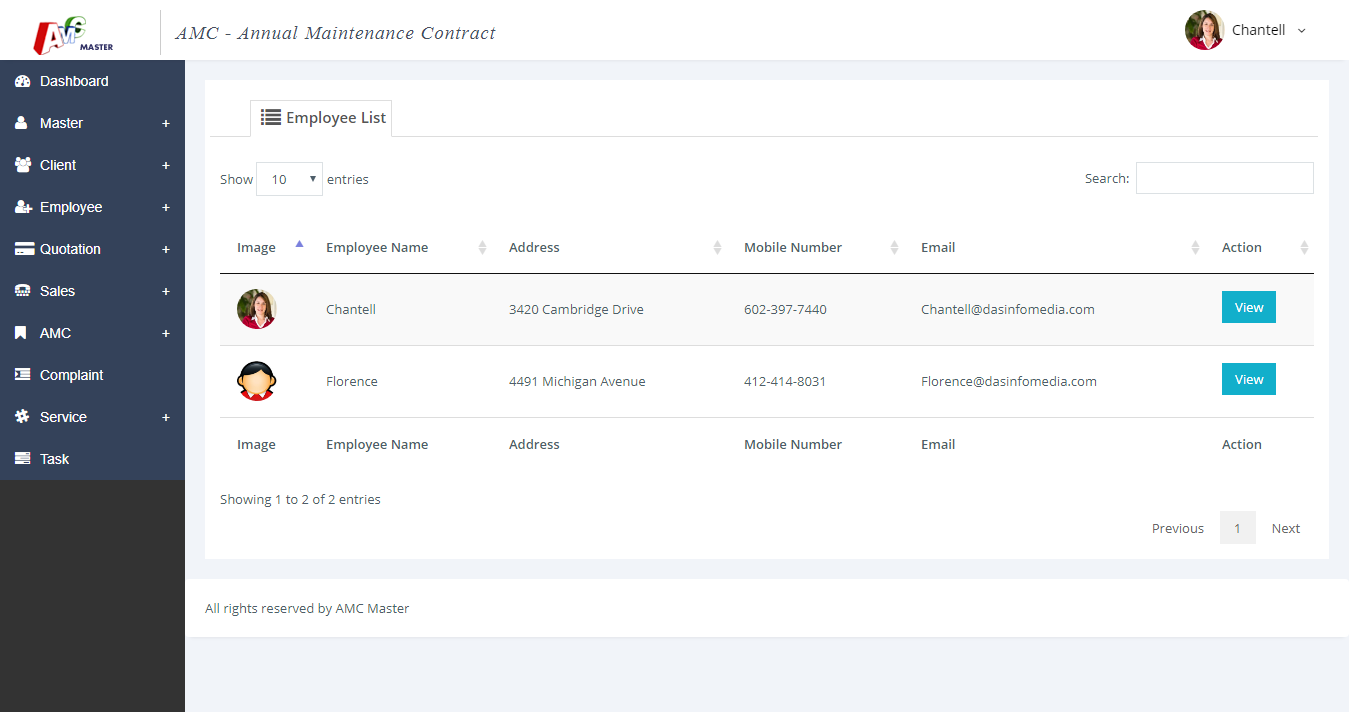 AMC MASTER
AMC - Annual Maintenance Contract
Chantell
Dashboard
Master +
Client +
Employee +
Quotation +
Sales +
AMC +
Complaint
Service +
Task
Employee List
Show 10 entries
Search:
Image Employee Name Address Mobile Number Email Action
Chantell 3420 Cambridge Drive 602-397-7440 Chantell@dasinfomedia.com View
Florence 4491 Michigan Avenue 412-414-8031 Florence@dasinfomedia.com View
Image Employee Name Address Mobile Number Email Action
Showing 1 to 2 of 2 entries
Previous 1 Next
All rights reserved by AMC Master